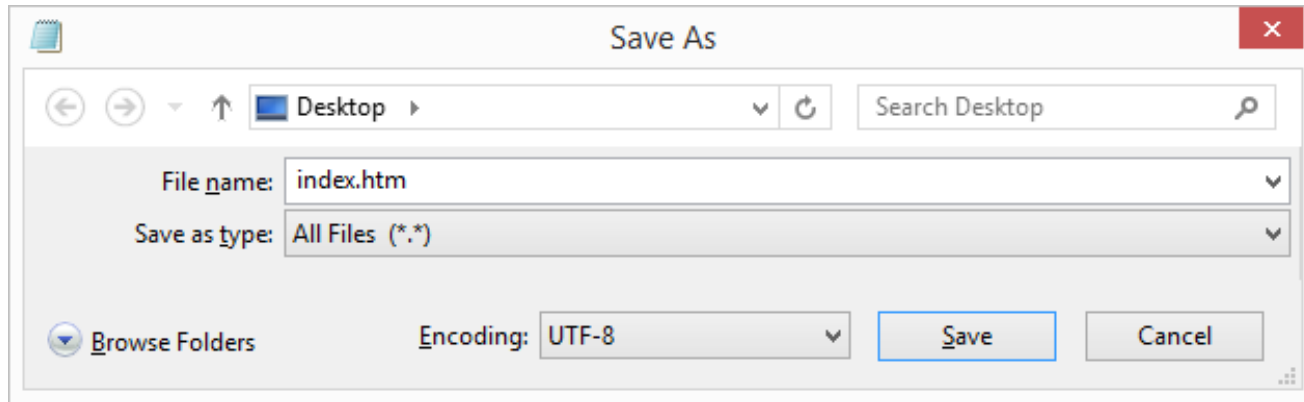 Save As
Desktop
Search Desktop
File name: index.htm
Save as type: All Files (*.*)
Browse Folders Encoding: UTF-8 Save Cancel